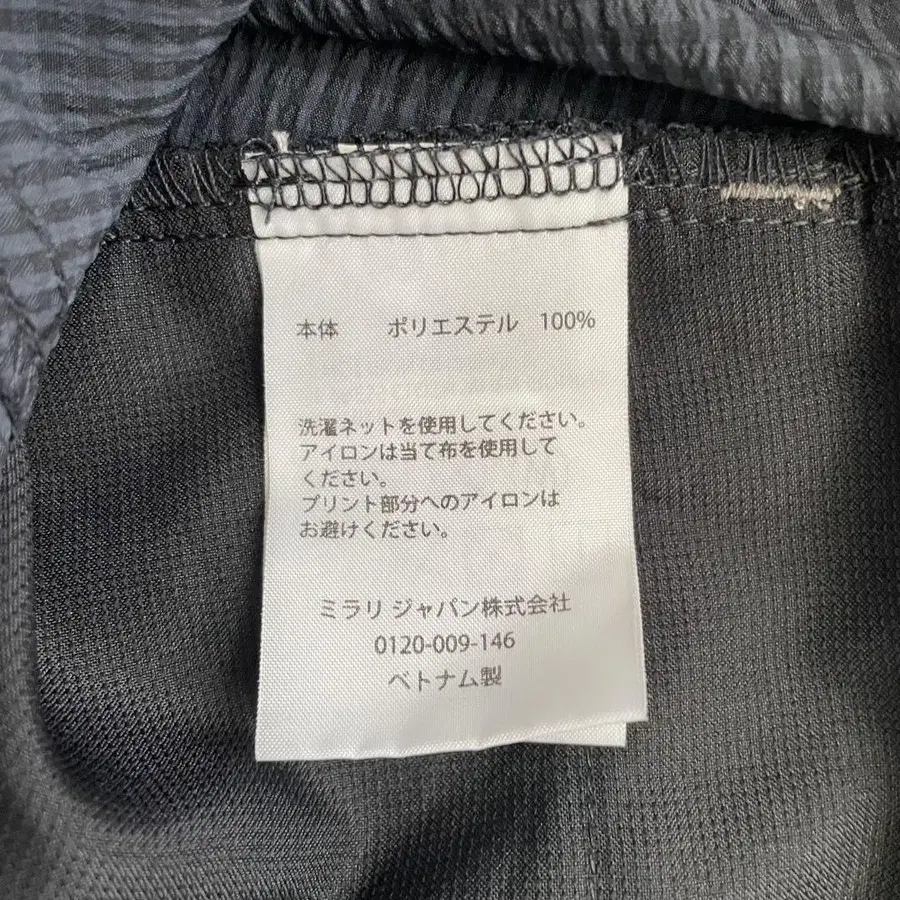 本体　　ポリエステル　100%
洗濯ネットを使用してください。
アイロンは当て布を使用して
ください。
プリント部分へのアイロンは
お避けください。
ミラリ ジャパン株式会社
0120-009-146
ベトナム製